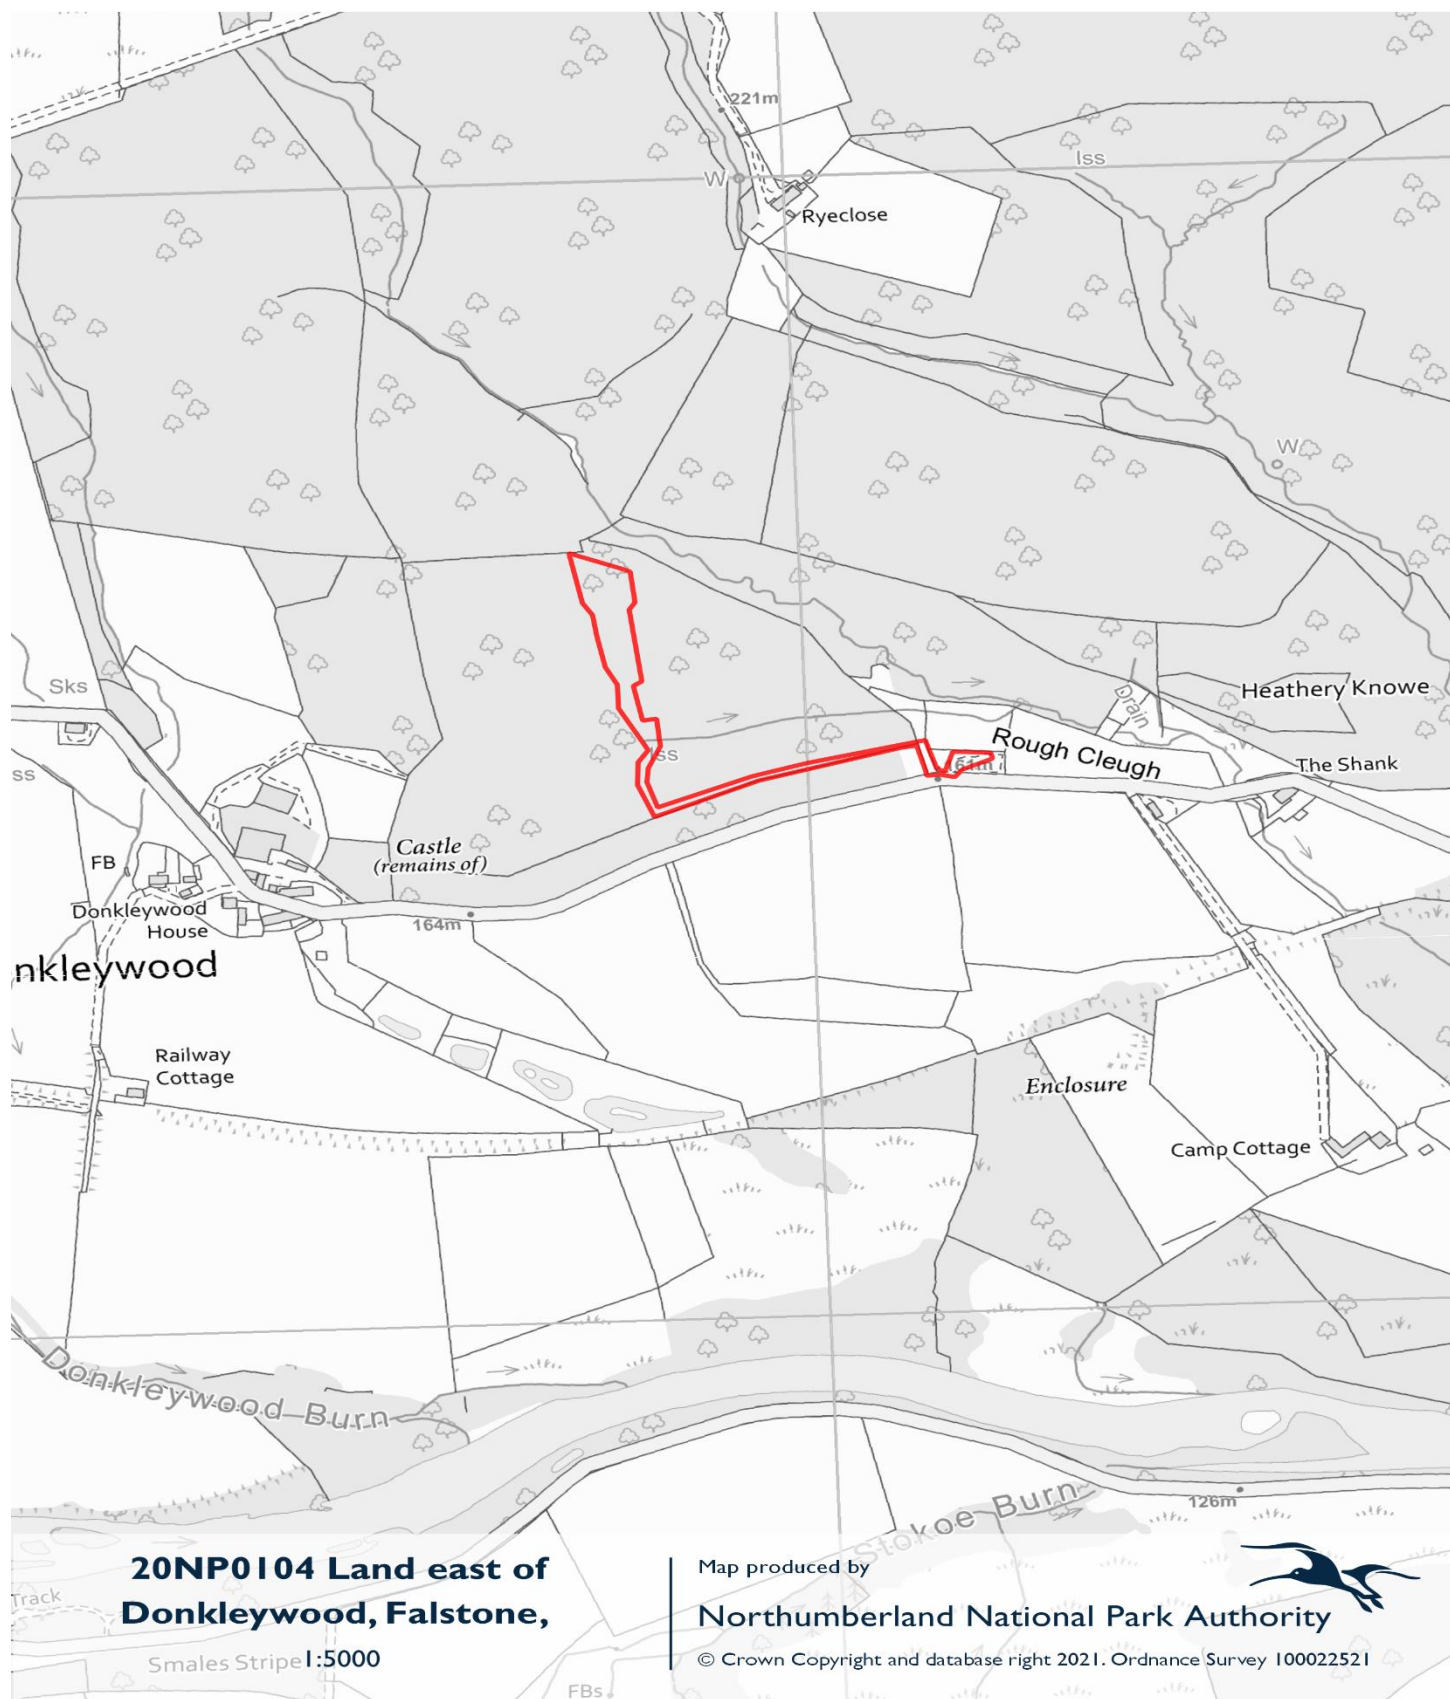 221m
Iss
W
Ryeclose
W
Sks
Drain
Heathery Knowe
Iss
Rough Cleugh
161m
The Shank
ss
Castle
(remains of)
FB
Donkleywood
House
164m
nkleywood
Railway
Cottage
Enclosure
Camp Cottage
Donkleywood Burn
Stokoe Burn
126m
20NP0104 Land east of
Donkleywood, Falstone,
1:5000
Track
Smales Stripe
FBs
Map produced by
Northumberland National Park Authority
© Crown Copyright and database right 2021. Ordnance Survey 100022521